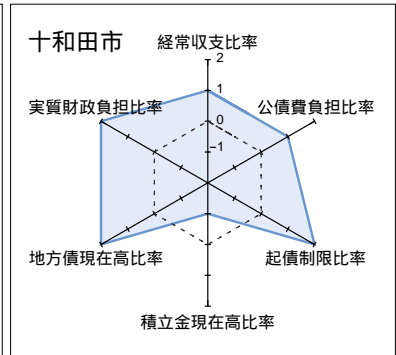 十和田市
経常収支比率
2
1
0
−1
公債費負担比率
実質財政負担比率
地方債現在高比率
起債制限比率
積立金現在高比率